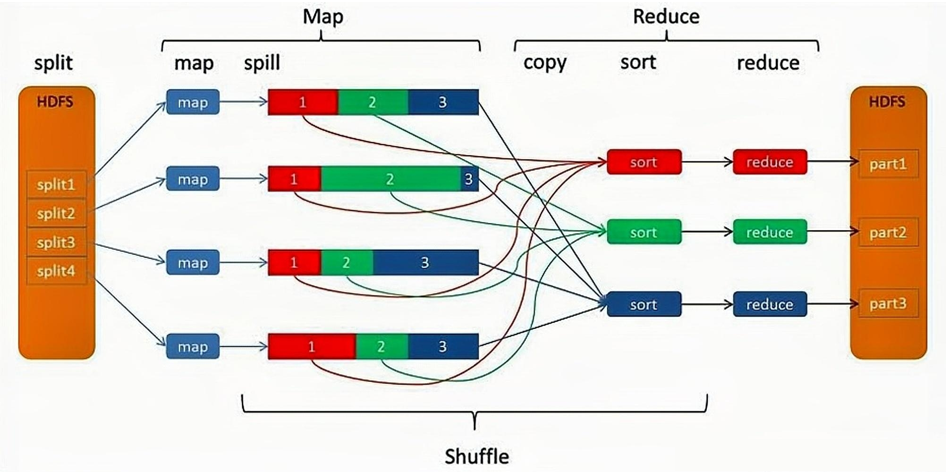 Map
Reduce
split
map
spill
copy
sort
reduce
HDFS
split1
split2
split3
split4
map
1 2 3
map
1 2 3
map
1 2 3
map
1 2 3
sort
reduce
sort
reduce
sort
reduce
HDFS
part1
part2
part3
Shuffle